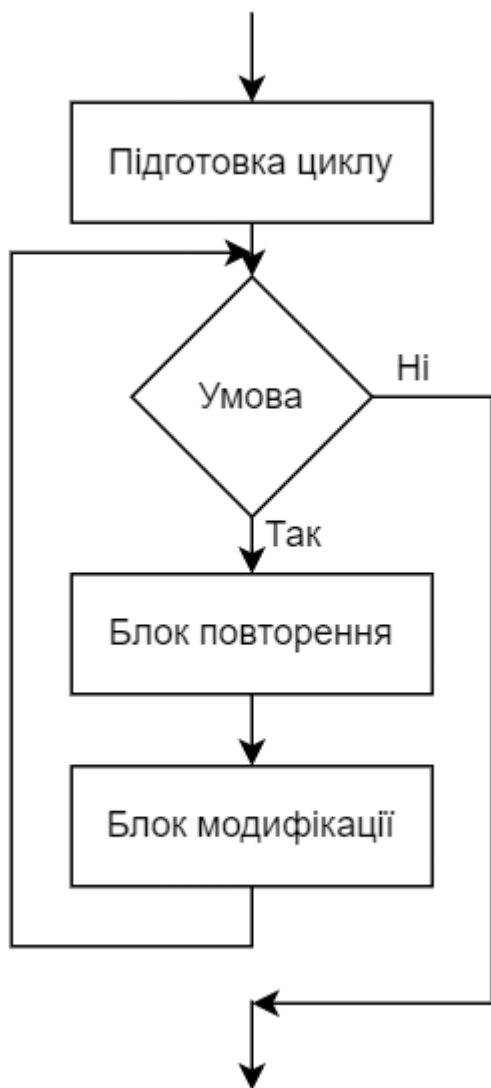 Підготовка циклу
Умова
Ні
Так
Блок повторення
Блок модифікації